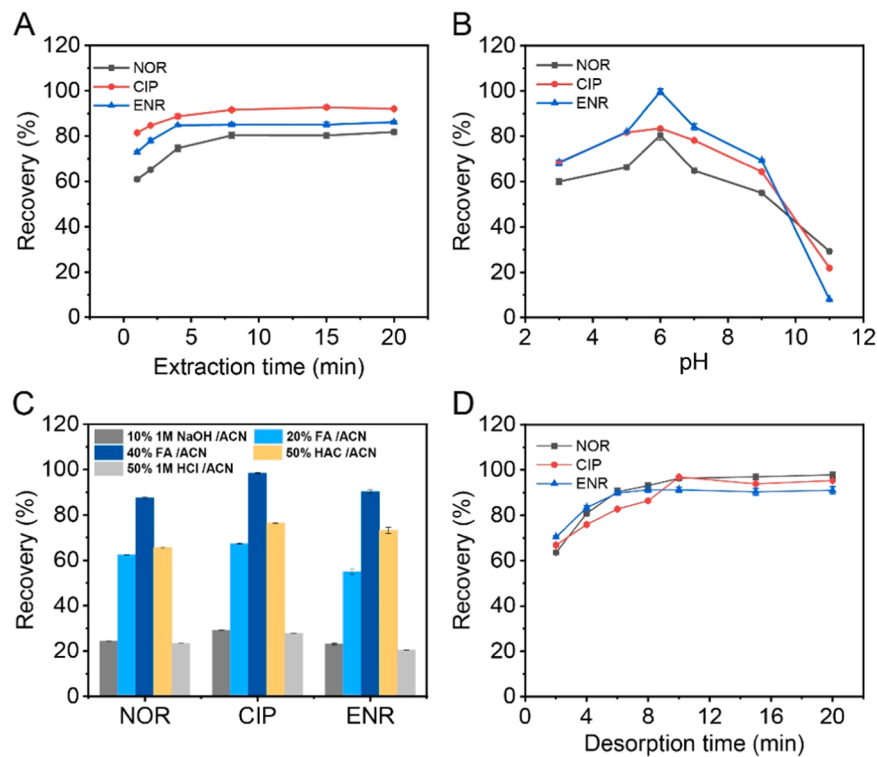 A
120
100
80
60
40
20
0
Recovery (%)
NOR
CIP
ENR
0 5 10 15 20
Extraction time (min)
B
120
100
80
60
40
20
0
Recovery (%)
NOR
CIP
ENR
2 4 6 8 10 12
pH
C
120
100
80
60
40
20
0
Recovery (%)
10% 1M NaOH /ACN 20% FA /ACN
40% FA /ACN 50% HAC /ACN
50% 1M HCl /ACN
NOR CIP ENR
D
120
100
80
60
40
20
0
Recovery (%)
NOR
CIP
ENR
0 4 8 12 16 20
Desorption time (min)